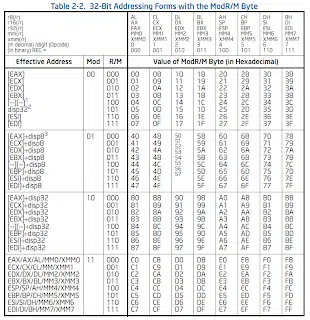 Table 2-2. 32-Bit Addressing Forms with the ModR/M Byte
r8(/r) AL CL DL BL AH CH DH BH
r16(/r) AX CX DX BX SP BP SI DI
r32(/r) EAX ECX EDX EBX ESP EBP ESI EDI
mm(/r) MM0 MM1 MM2 MM3 MM4 MM5 MM6 MM7
xmm(/r) XMM0 XMM1 XMM2 XMM3 XMM4 XMM5 XMM6 XMM7
(In decimal) /digit (Opcode) 0 1 2 3 4 5 6 7
(In binary) REG = 000 001 010 011 100 101 110 111
Effective Address Mod R/M Value of ModR/M Byte (in Hexadecimal)
[EAX] 00 000 00 08 10 18 20 28 30 38
[ECX] 001 01 09 11 19 21 29 31 39
[EDX] 010 02 0A 12 1A 22 2A 32 3A
[EBX] 011 03 0B 13 1B 23 2B 33 3B
[--][--]1 100 04 0C 14 1C 24 2C 34 3C
disp322 101 05 0D 15 1D 25 2D 35 3D
[ESI] 110 06 0E 16 1E 26 2E 36 3E
[EDI] 111 07 0F 17 1F 27 2F 37 3F
[EAX]+disp83 01 000 40 48 50 58 60 68 70 78
[ECX]+disp8 001 41 49 51 59 61 69 71 79
[EDX]+disp8 010 42 4A 52 5A 62 6A 72 7A
[EBX]+disp8 011 43 4B 53 5B 63 6B 73 7B
[--][--]+disp8 100 44 4C 54 5C 64 6C 74 7C
[EBP]+disp8 101 45 4D 55 5D 65 6D 75 7D
[ESI]+disp8 110 46 4E 56 5E 66 6E 76 7E
[EDI]+disp8 111 47 4F 57 5F 67 6F 77 7F
[EAX]+disp32 10 000 80 88 90 98 A0 A8 B0 B8
[ECX]+disp32 001 81 89 91 99 A1 A9 B1 B9
[EDX]+disp32 010 82 8A 92 9A A2 AA B2 BA
[EBX]+disp32 011 83 8B 93 9B A3 AB B3 BB
[--][--]+disp32 100 84 8C 94 9C A4 AC B4 BC
[EBP]+disp32 101 85 8D 95 9D A5 AD B5 BD
[ESI]+disp32 110 86 8E 96 9E A6 AE B6 BE
[EDI]+disp32 111 87 8F 97 9F A7 AF B7 BF
EAX/AX/AL/MM0/XMM0 11 000 C0 C8 D0 D8 E0 E8 F0 F8
ECX/CX/CL/MM/XMM1 001 C1 C9 D1 D9 E1 E9 F1 F9
EDX/DX/DL/MM2/XMM2 010 C2 CA D2 DA E2 EA F2 FA
EBX/BX/BL/MM3/XMM3 011 C3 CB D3 DB E3 EB F3 FB
ESP/SP/AH/MM4/XMM4 100 C4 CC D4 DC E4 EC F4 FC
EBP/BP/CH/MM5/XMM5 101 C5 CD D5 DD E5 ED F5 FD
ESI/SI/DH/MM6/XMM6 110 C6 CE D6 DE E6 EE F6 FE
EDI/DI/BH/MM7/XMM7 111 C7 CF D7 DF E7 EF F7 FF